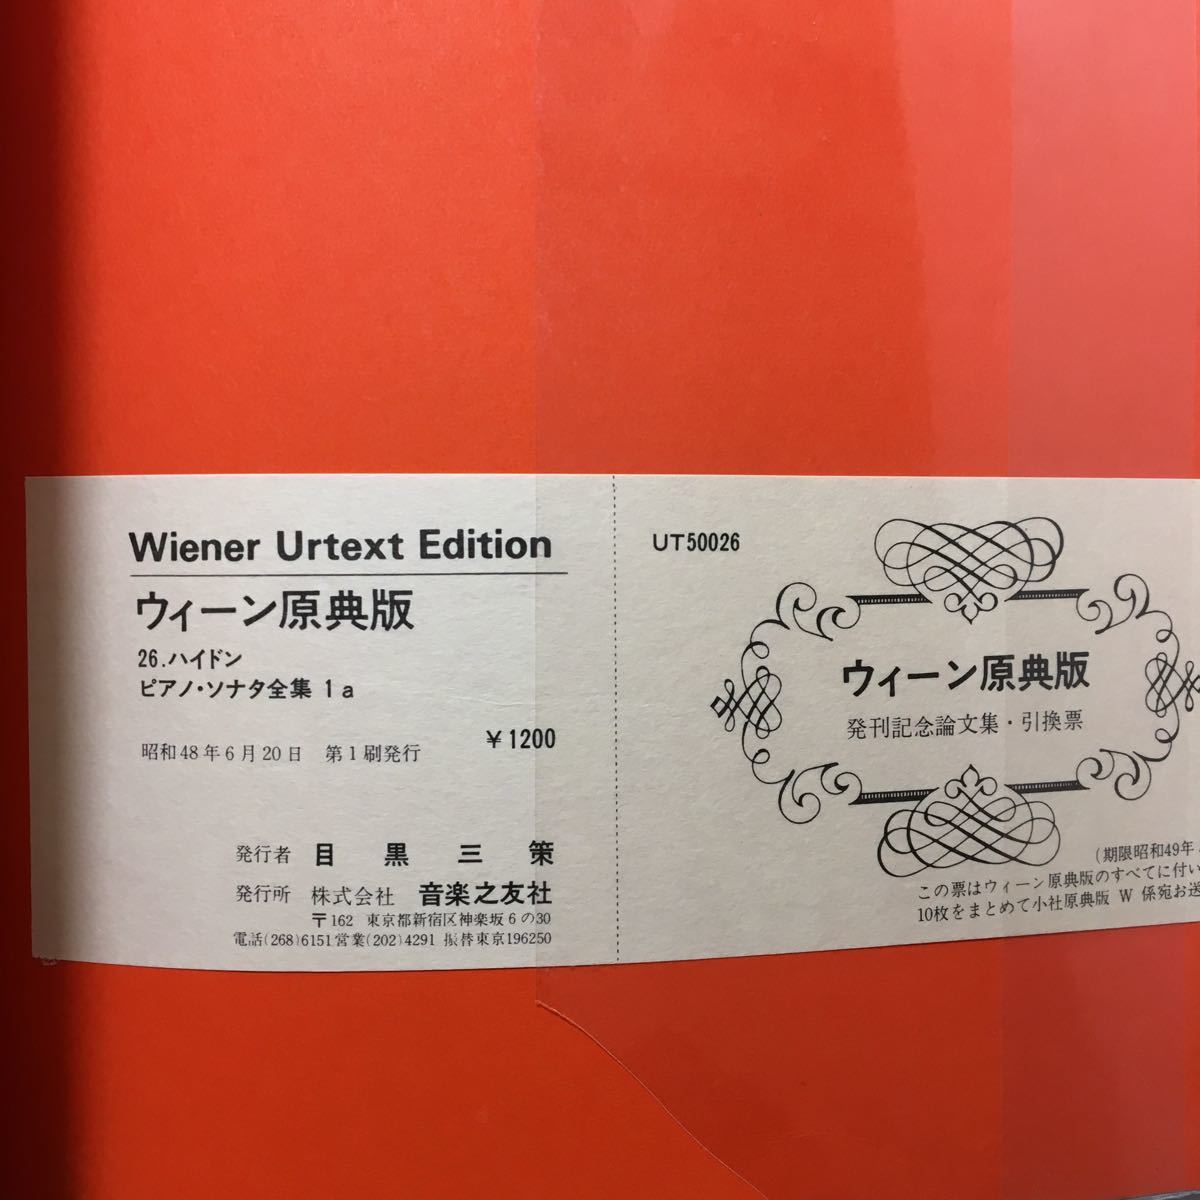 Wiener Urtext Edition
ウィーン原典版
26.ハイドン
ピアノ・ソナタ全集 1a
￥1200
昭和48年6月20日 第1刷発行
発行者 目黒三策
発行所 株式会社 音楽之友社
〒162 東京都新宿区神楽坂6の30
電話(268)6151営業(202)4291 振替東京196250
UT50026
ウィーン原典版
発刊記念論文集・引換票
(期限昭和49年
この票はウィーン原典版のすべてに付い
10枚をまとめて小社原典版 W 係宛お送